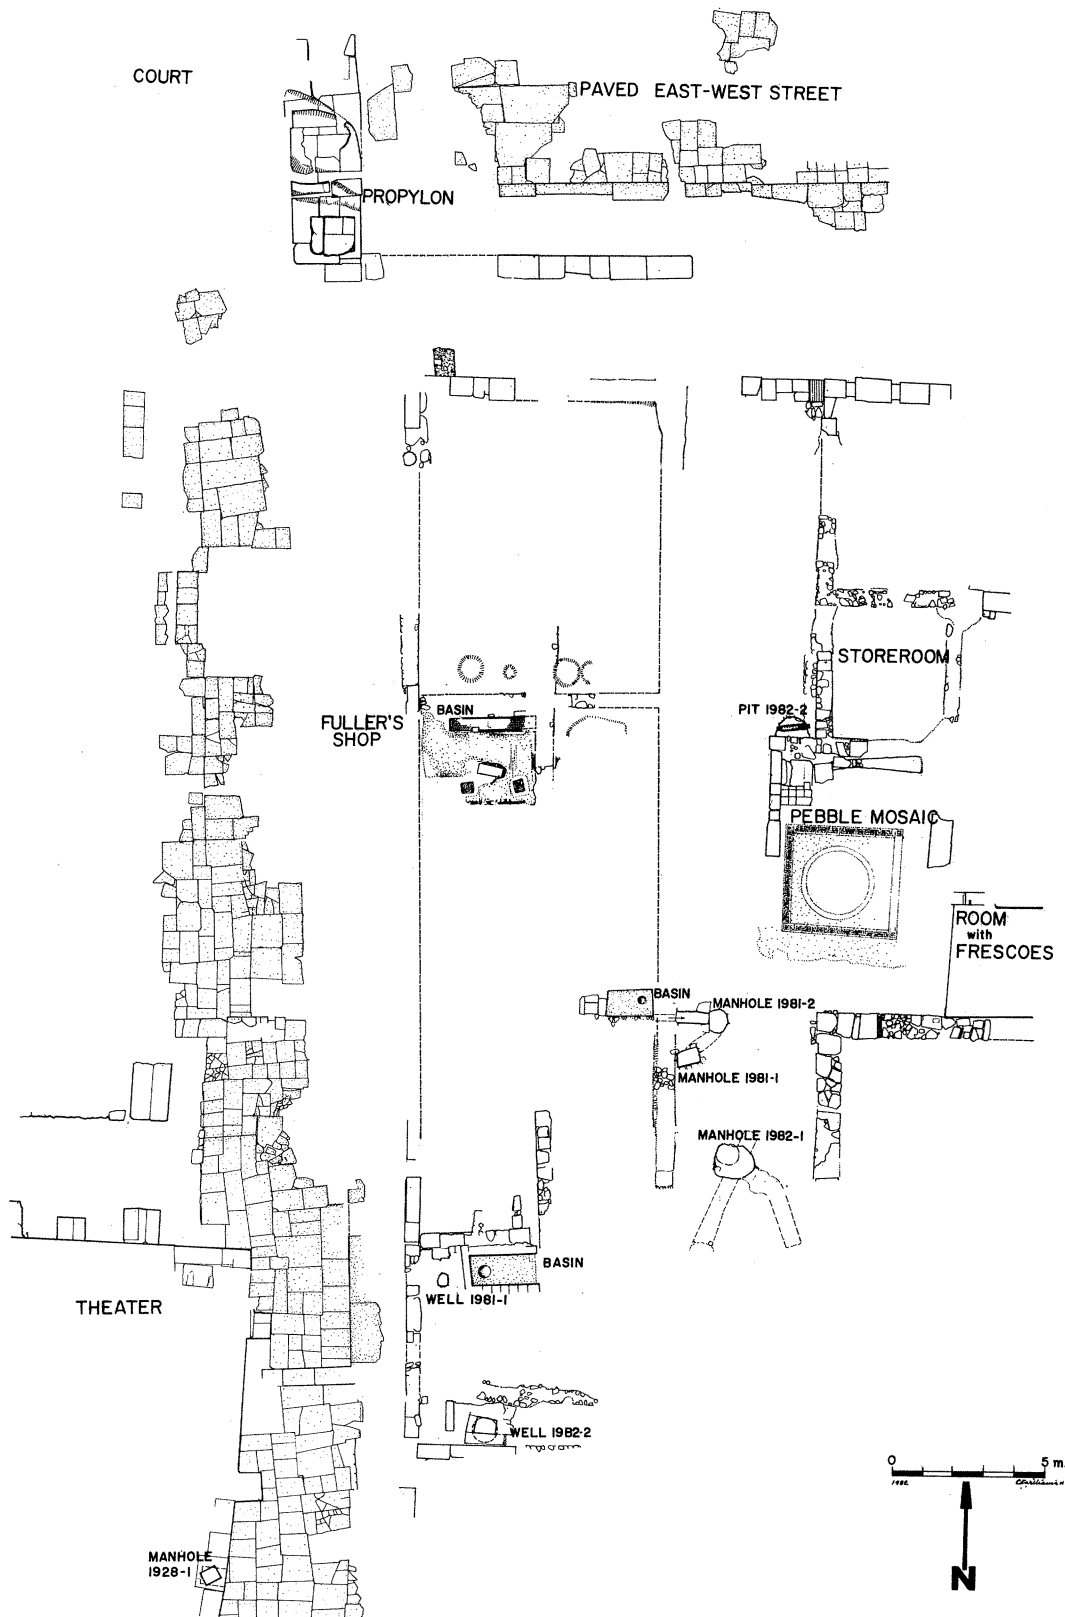 COURT
PAVED EAST-WEST STREET
PROPYLON
STOREROOM
PIT 1982-2
BASIN
FULLER'S
SHOP
PEBBLE MOSAIC
ROOM
with
FRESCOES
BASIN
MANHOLE 1981-2
MANHOLE 1981-1
MANHOLE 1982-1
BASIN
WELL 1981-1
THEATER
WELL 1982-2
0 5 m.
1982
MANHOLE
1928-1
N